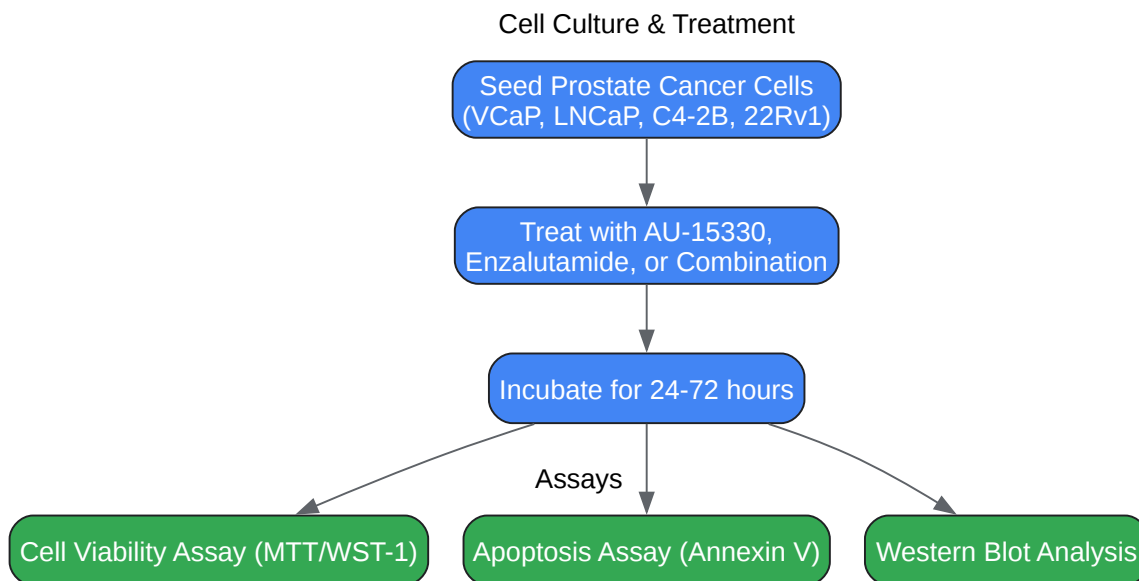 Cell Culture & Treatment
Seed Prostate Cancer Cells
(VCaP, LNCaP, C4-2B, 22Rv1)
Treat with AU-15330,
Enzalutamide, or Combination
Incubate for 24-72 hours
Assays
Cell Viability Assay (MTT/WST-1)
Apoptosis Assay (Annexin V)
Western Blot Analysis